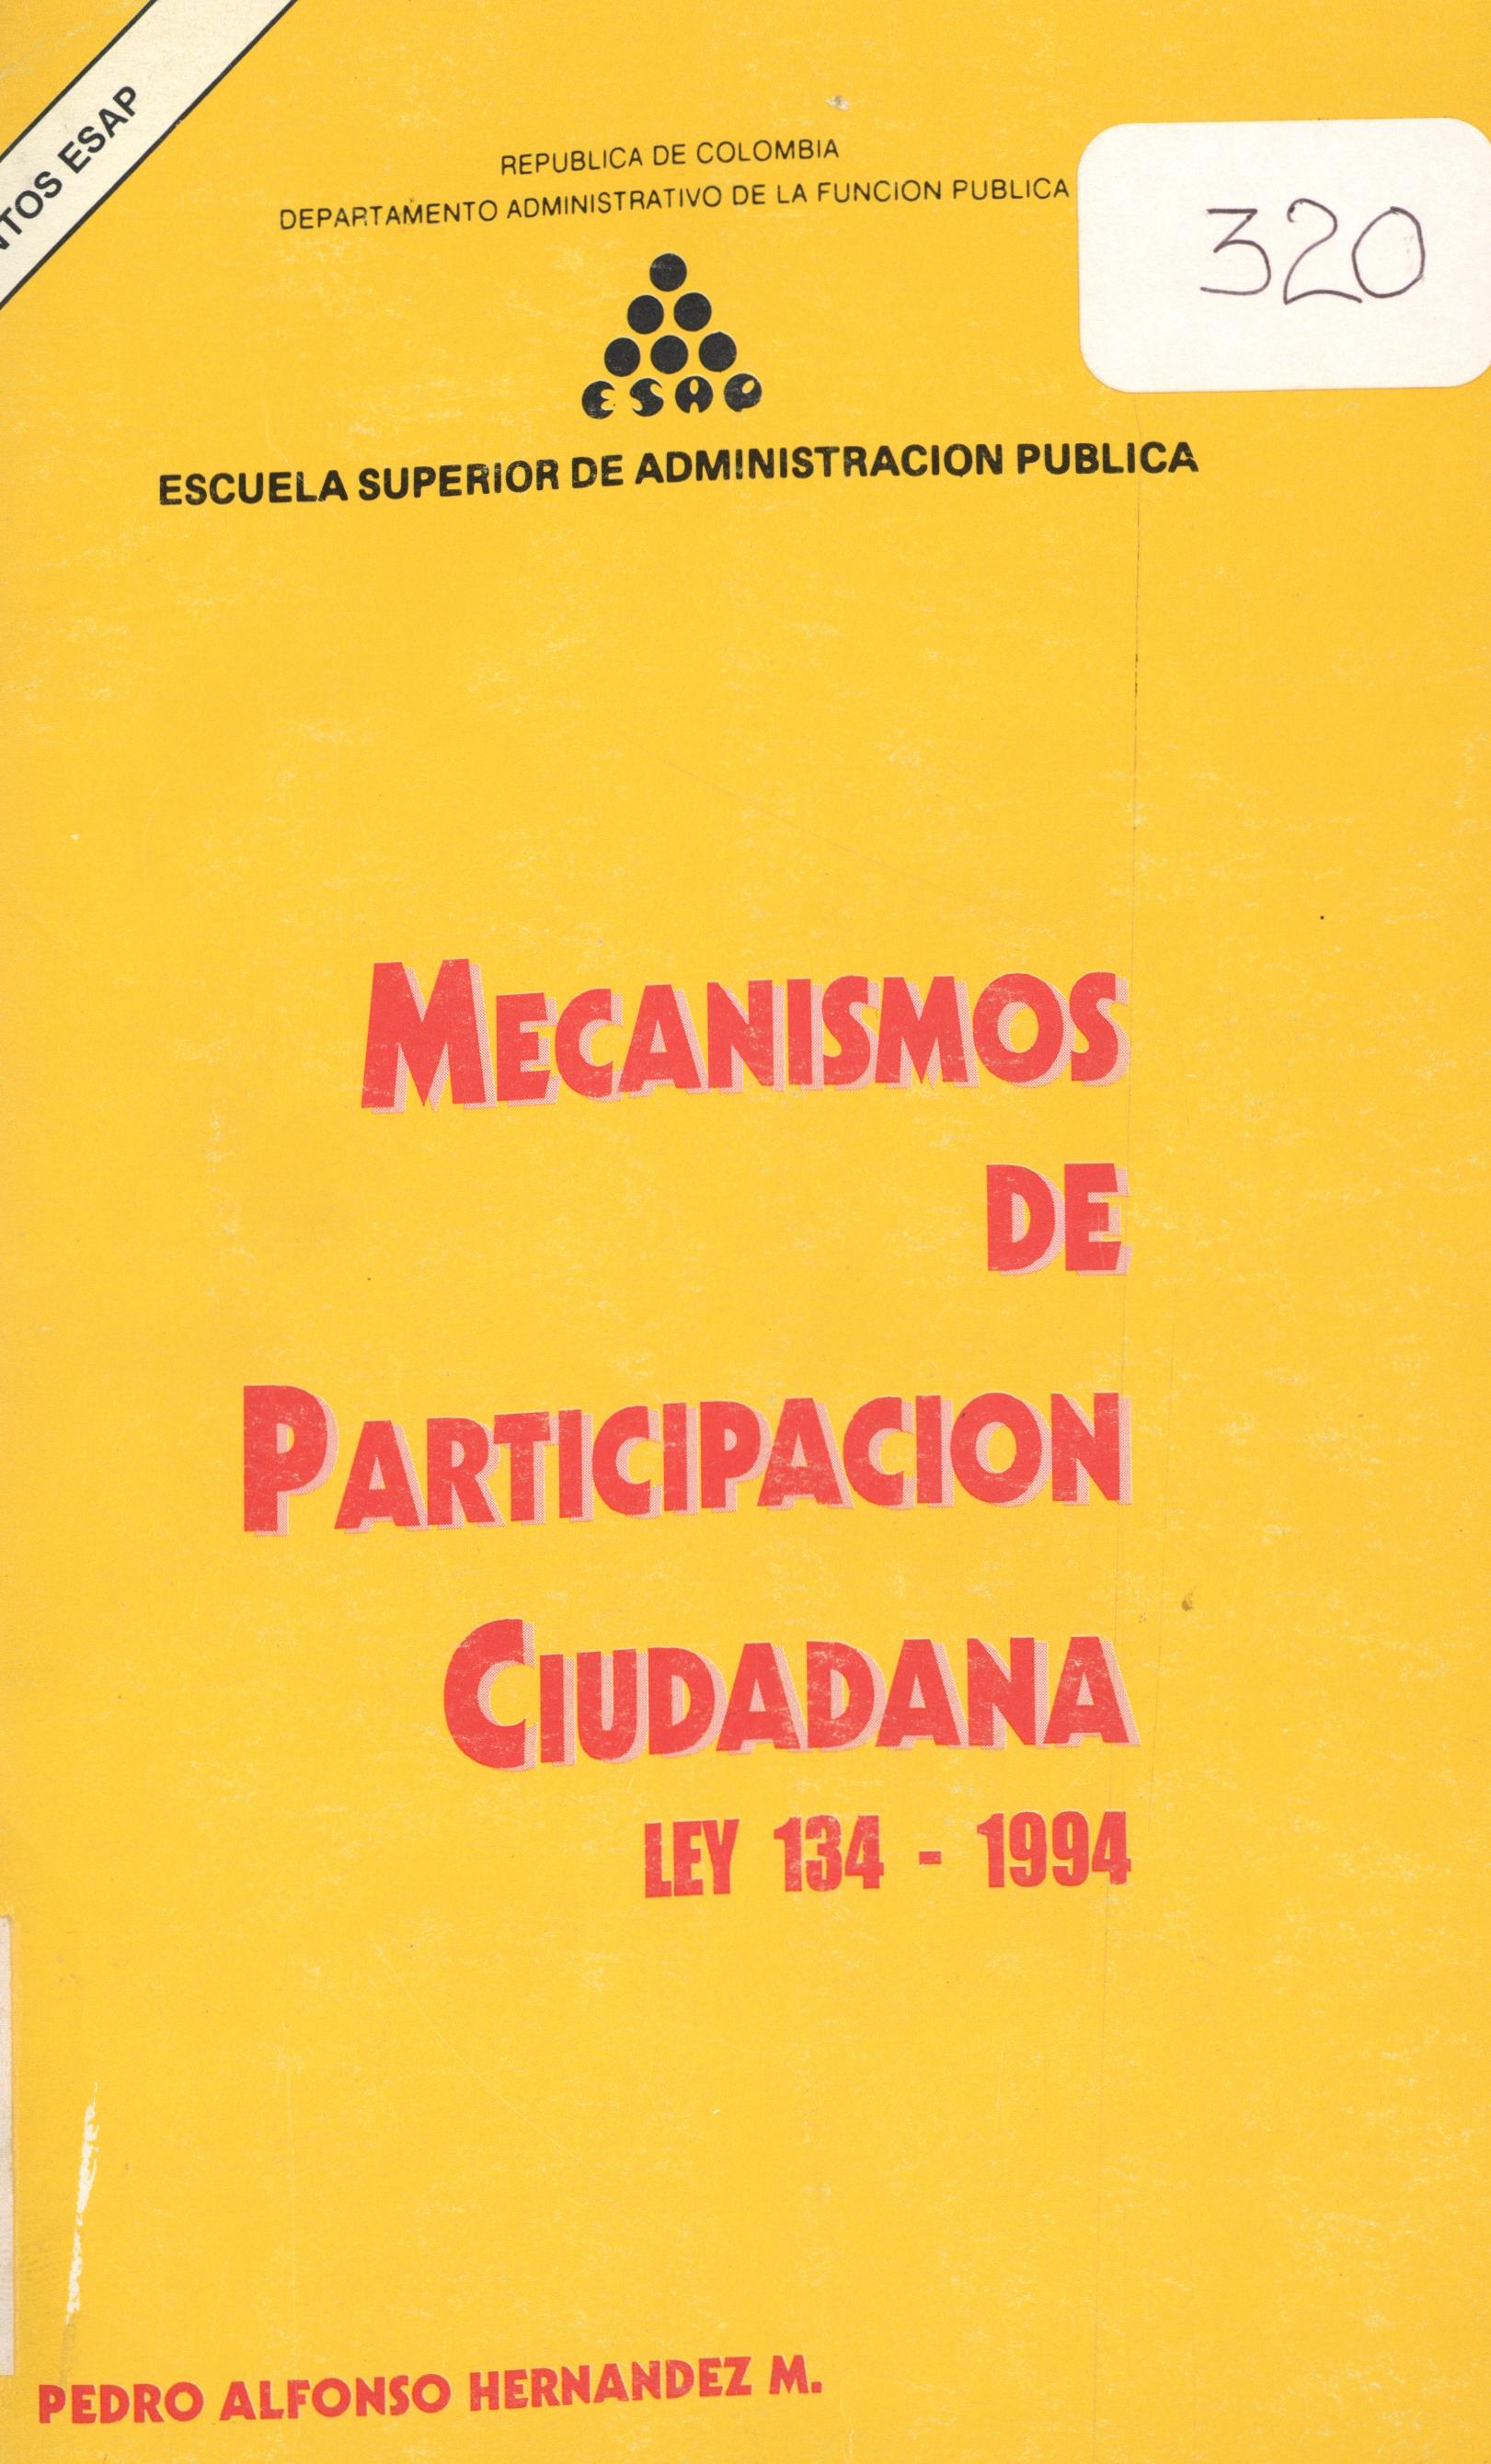 ESAP
REPUBLICA DE COLOMBIA
DEPARTAMENTO ADMINISTRATIVO DE LA FUNCION PUBLICA
320
ESAP
ESCUELA SUPERIOR DE ADMINISTRACION PUBLICA
MECANISMOS
DE
PARTICIPACION
CIUDADANA
LEY 134 - 1994
PEDRO ALFONSO HERNANDEZ M.